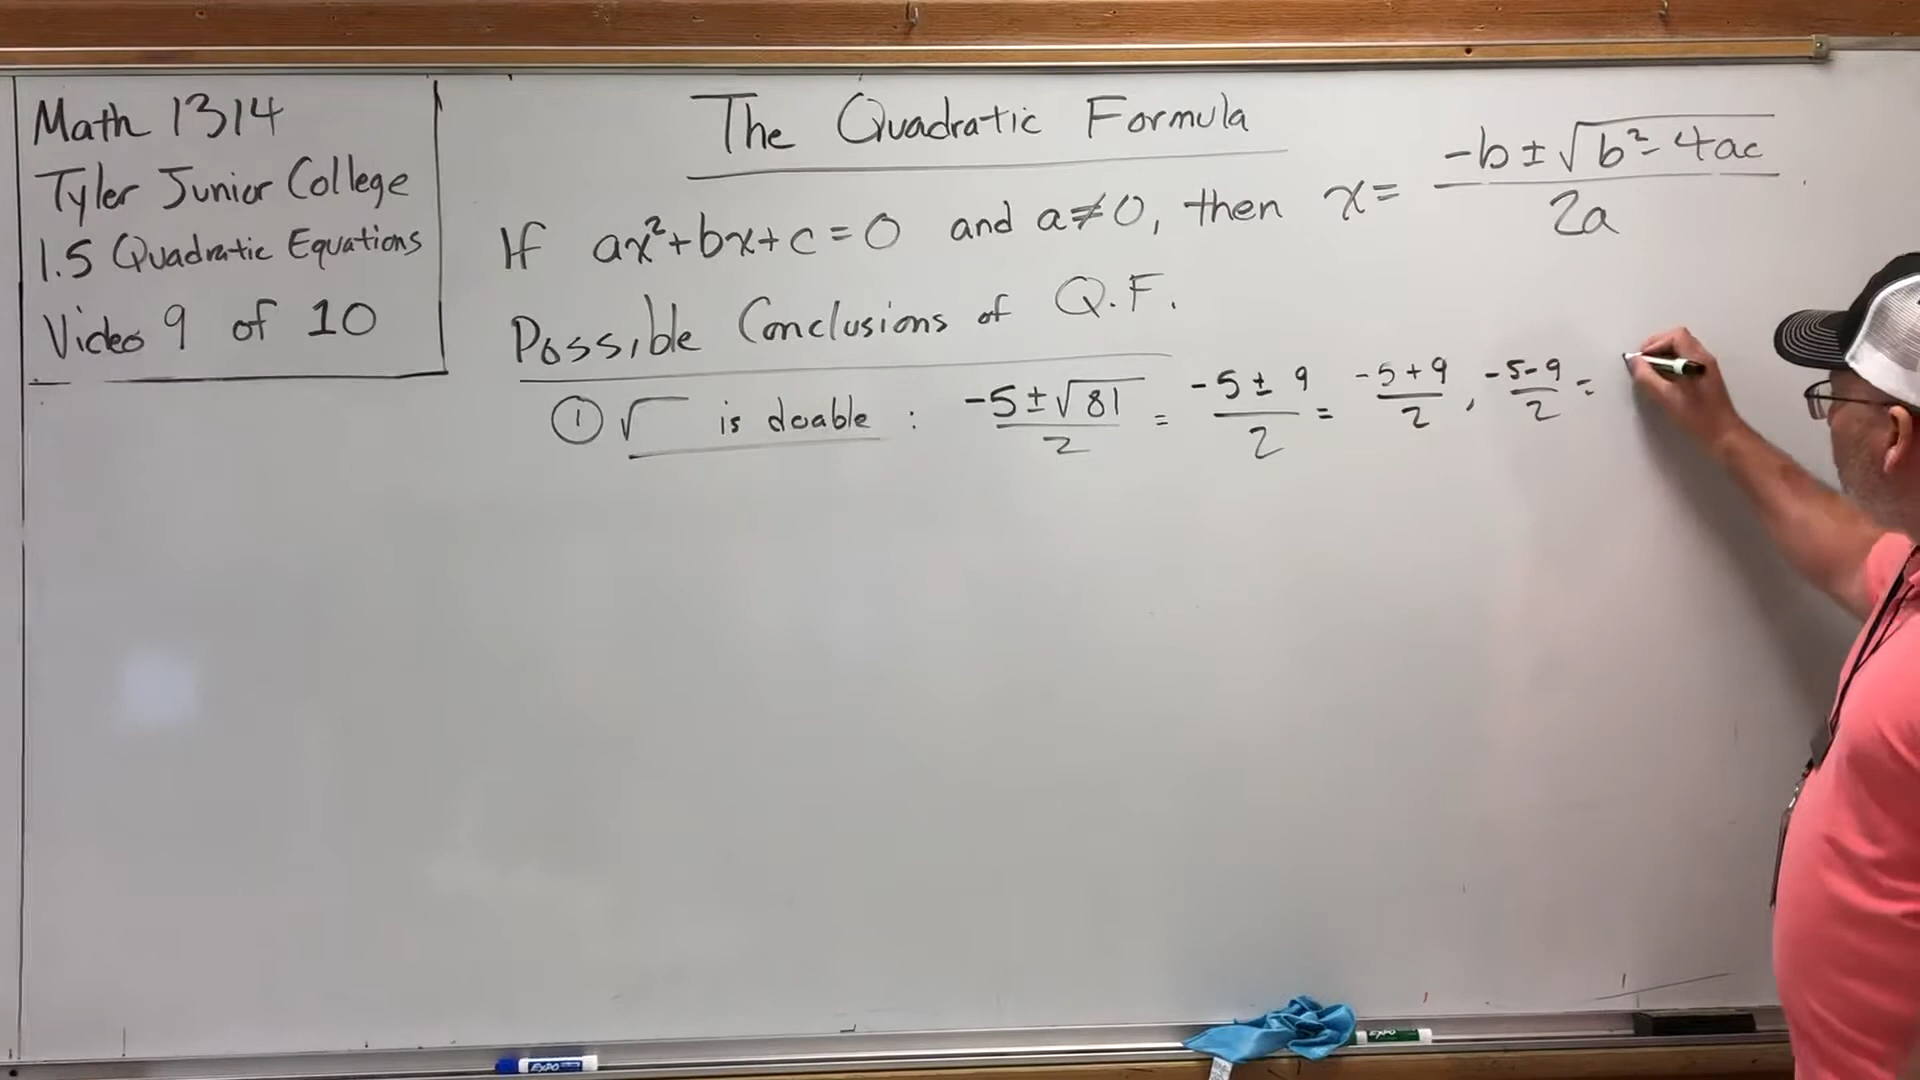 Math 1314
Tyler Junior College
1.5 Quadratic Equations
Video 9 of 10
The Quadratic Formula
If ax²+bx+c=0 and a≠0, then x= (-b±√(b²-4ac))/(2a)
Possible Conclusions of Q.F.
① √ is doable : (-5±√81)/2 = (-5±9)/2 = (-5+9)/2, (-5-9)/2 =
EXPO
EXPO